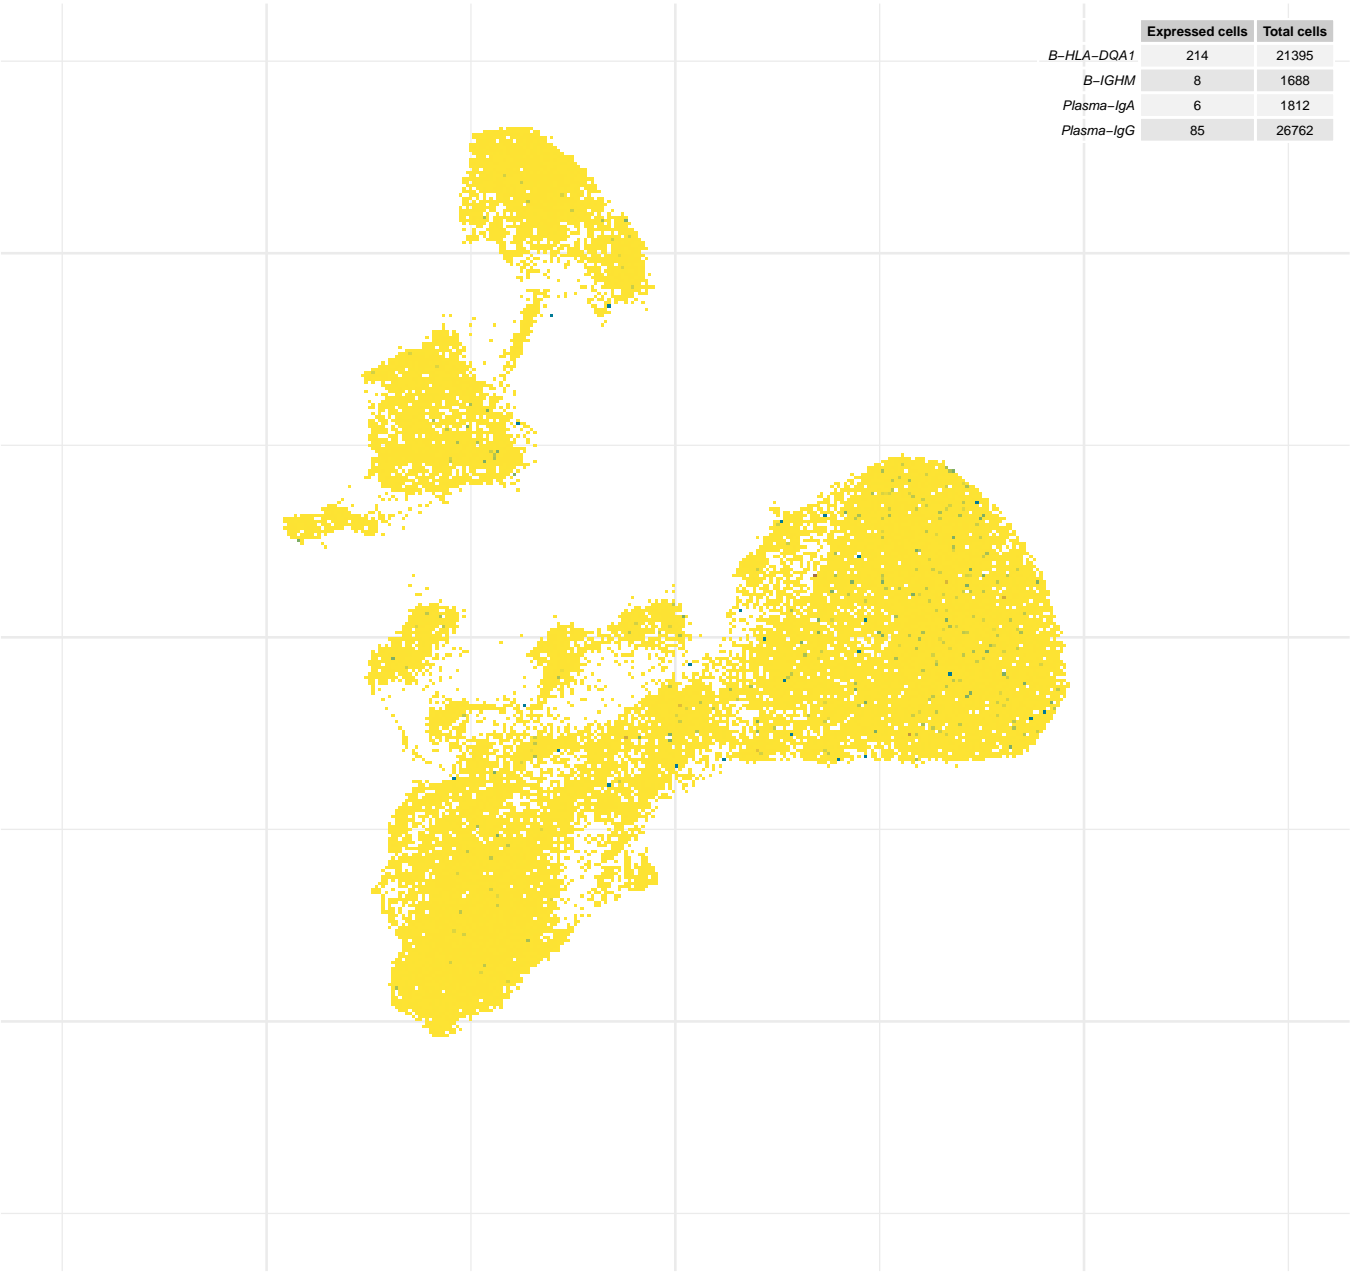 Expressed cells Total cells
B−HLA−DQA1 214 21395
B−IGHM 8 1688
Plasma−IgA 6 1812
Plasma−IgG 85 26762